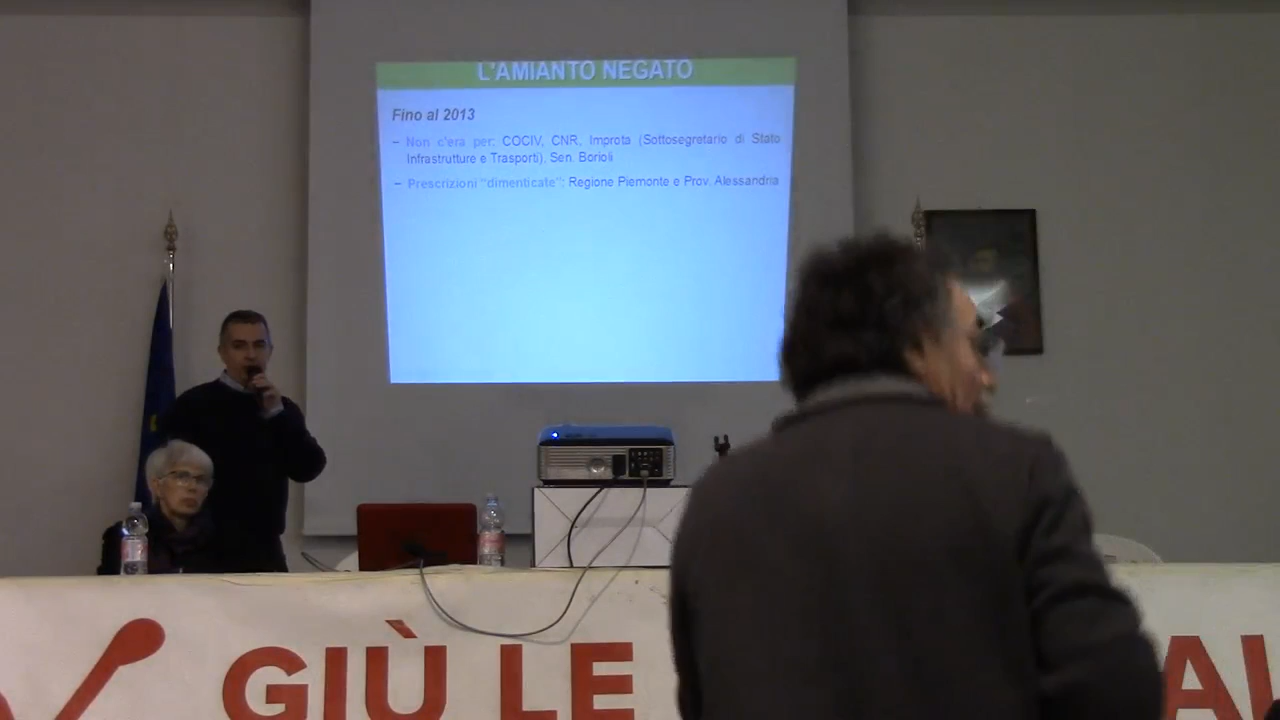 L'AMIANTO NEGATO
Fino al 2013
– Non c'era per: COCIV, CNR, Improta (Sottosegretario di Stato
Infrastrutture e Trasporti), Sen. Borioli
– Prescrizioni "dimenticate": Regione Piemonte e Prov. Alessandria
GIÙ LE